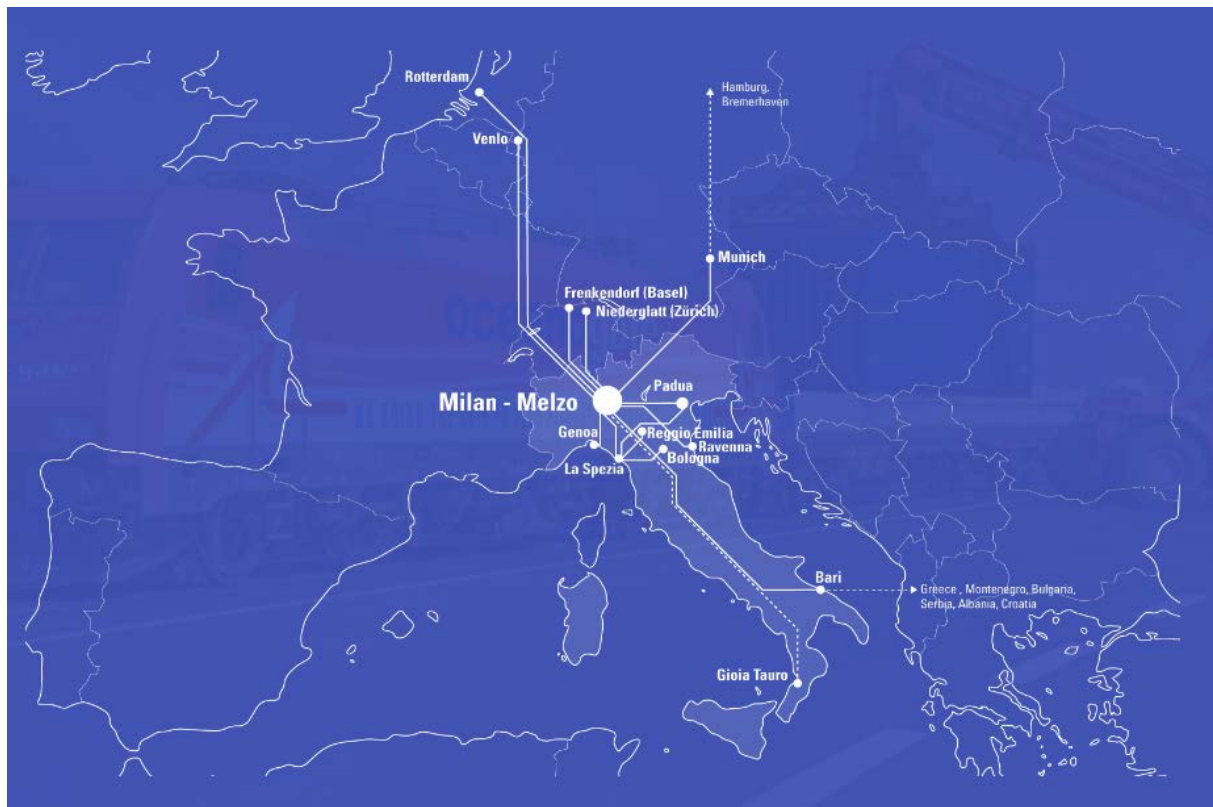 Rotterdam
Hamburg,
Bremerhaven
Venlo
Munich
Frenkendorf (Basel)
Niederglatt (Zürich)
Padua
Milan - Melzo
Genoa
Reggio Emilia
Ravenna
Bologna
La Spezia
Bari
Greece , Montenegro, Bulgaria,
Serbia, Albania, Croatia
Gioia Tauro